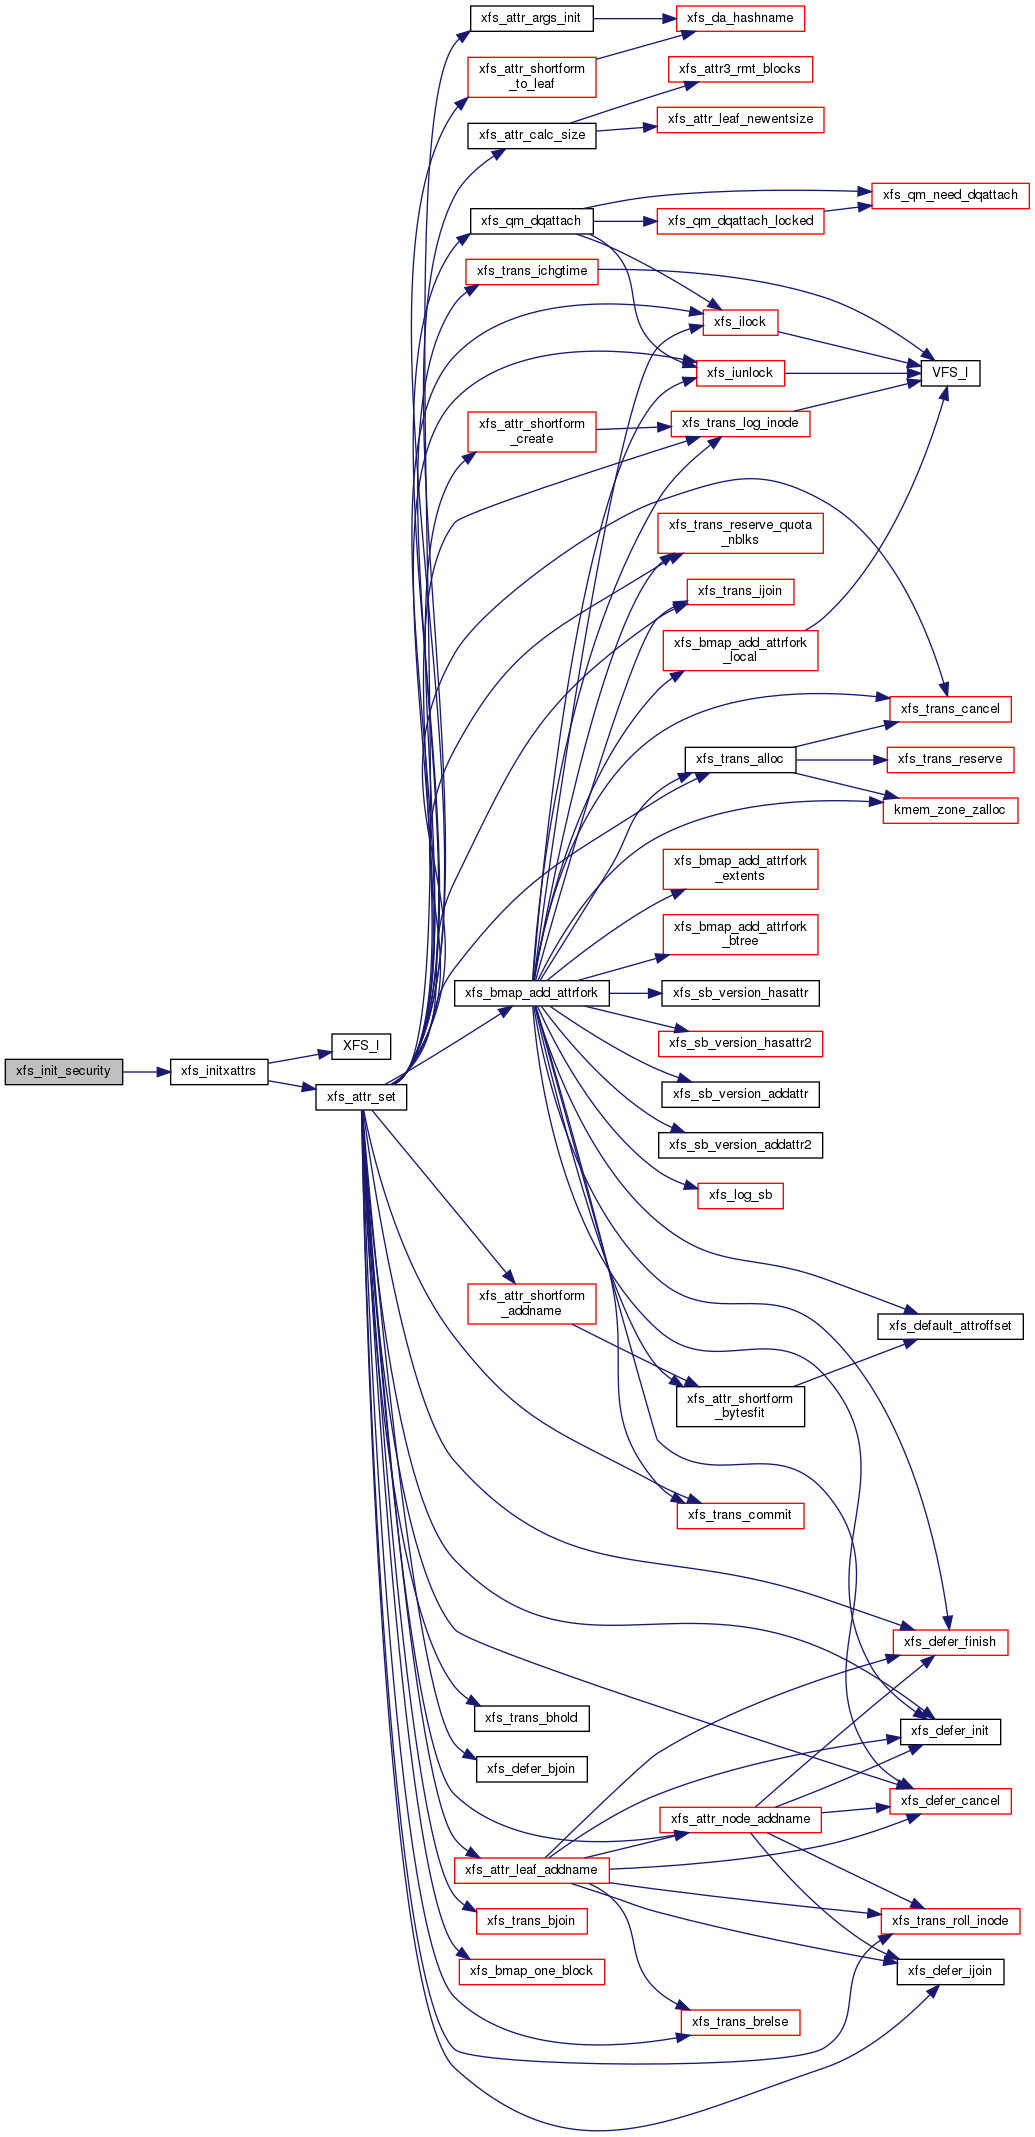 xfs_attr_args_init
xfs_da_hashname
xfs_attr_shortform
_to_leaf
xfs_attr3_rmt_blocks
xfs_attr_leaf_newentsize
xfs_attr_calc_size
xfs_qm_need_dqattach
xfs_qm_dqattach
xfs_qm_dqattach_locked
xfs_trans_ichgtime
xfs_ilock
xfs_iunlock
VFS_I
xfs_attr_shortform
_create
xfs_trans_log_inode
xfs_trans_reserve_quota
_nblks
xfs_trans_ijoin
xfs_bmap_add_attrfork
_local
xfs_trans_cancel
xfs_trans_alloc
xfs_trans_reserve
kmem_zone_zalloc
xfs_bmap_add_attrfork
_extents
xfs_bmap_add_attrfork
_btree
xfs_bmap_add_attrfork
xfs_sb_version_hasattr
xfs_sb_version_hasattr2
XFS_I
xfs_init_security
xfs_initxattrs
xfs_attr_set
xfs_sb_version_addattr
xfs_sb_version_addattr2
xfs_log_sb
xfs_attr_shortform
_addname
xfs_default_attroffset
xfs_attr_shortform
_bytesfit
xfs_trans_commit
xfs_defer_finish
xfs_trans_bhold
xfs_defer_init
xfs_defer_bjoin
xfs_defer_cancel
xfs_attr_node_addname
xfs_attr_leaf_addname
xfs_trans_bjoin
xfs_trans_roll_inode
xfs_bmap_one_block
xfs_defer_ijoin
xfs_trans_brelse